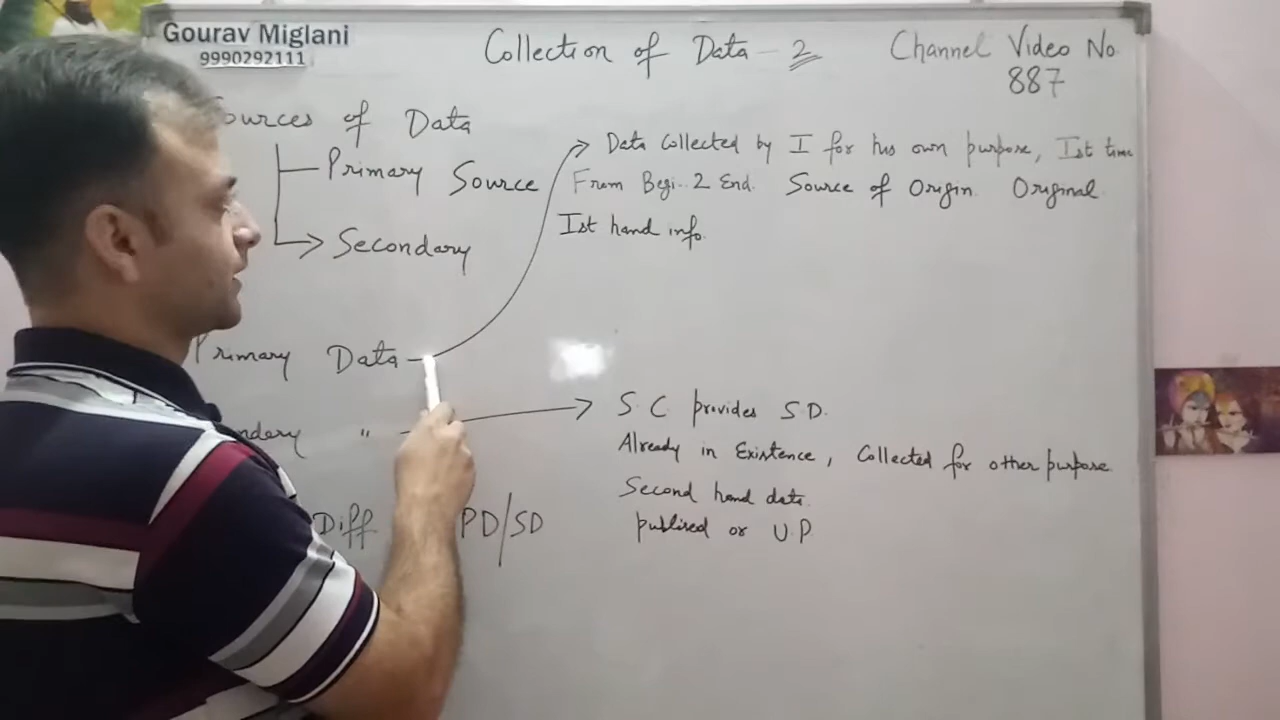 Gourav Miglani
9990292111
Collection of Data - 2
Channel Video No.
887
Sources of Data
Primary Source
Secondary
Data Collected by I for his own purpose, Ist time
From Begi.. 2 End. Source of Origin. Original
Ist hand info.
Primary Data
ndary "
S.C. provides S.D.
Already in Existence, Collected for other purpose
Second hand data.
publised or U.P
Diff PD/SD